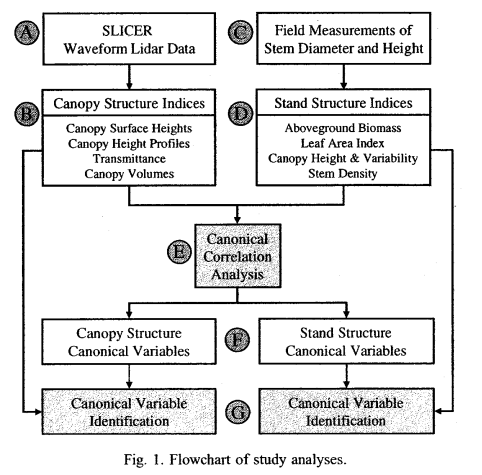 A
SLICER
Waveform Lidar Data
C
Field Measurements of
Stem Diameter and Height
B
Canopy Structure Indices
Canopy Surface Heights
Canopy Height Profiles
Transmittance
Canopy Volumes
D
Stand Structure Indices
Aboveground Biomass
Leaf Area Index
Canopy Height & Variability
Stem Density
E
Canonical
Correlation
Analysis
Canopy Structure
Canonical Variables
F
Stand Structure
Canonical Variables
Canonical Variable
Identification
G
Canonical Variable
Identification
Fig. 1. Flowchart of study analyses.